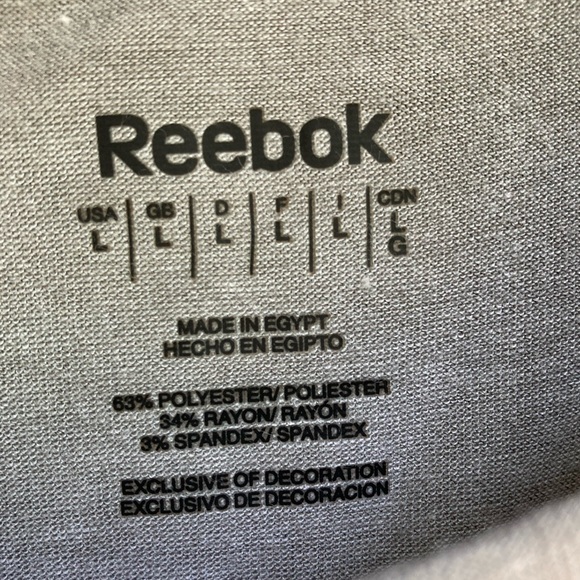 Reebok
USA | GB | D | F | I | CDN
L | L | L | L | L | L
G
MADE IN EGYPT
HECHO EN EGIPTO
63% POLYESTER/ POLIESTER
34% RAYON/ RAYÓN
3% SPANDEX/ SPANDEX
EXCLUSIVE OF DECORATION
EXCLUSIVO DE DECORACION